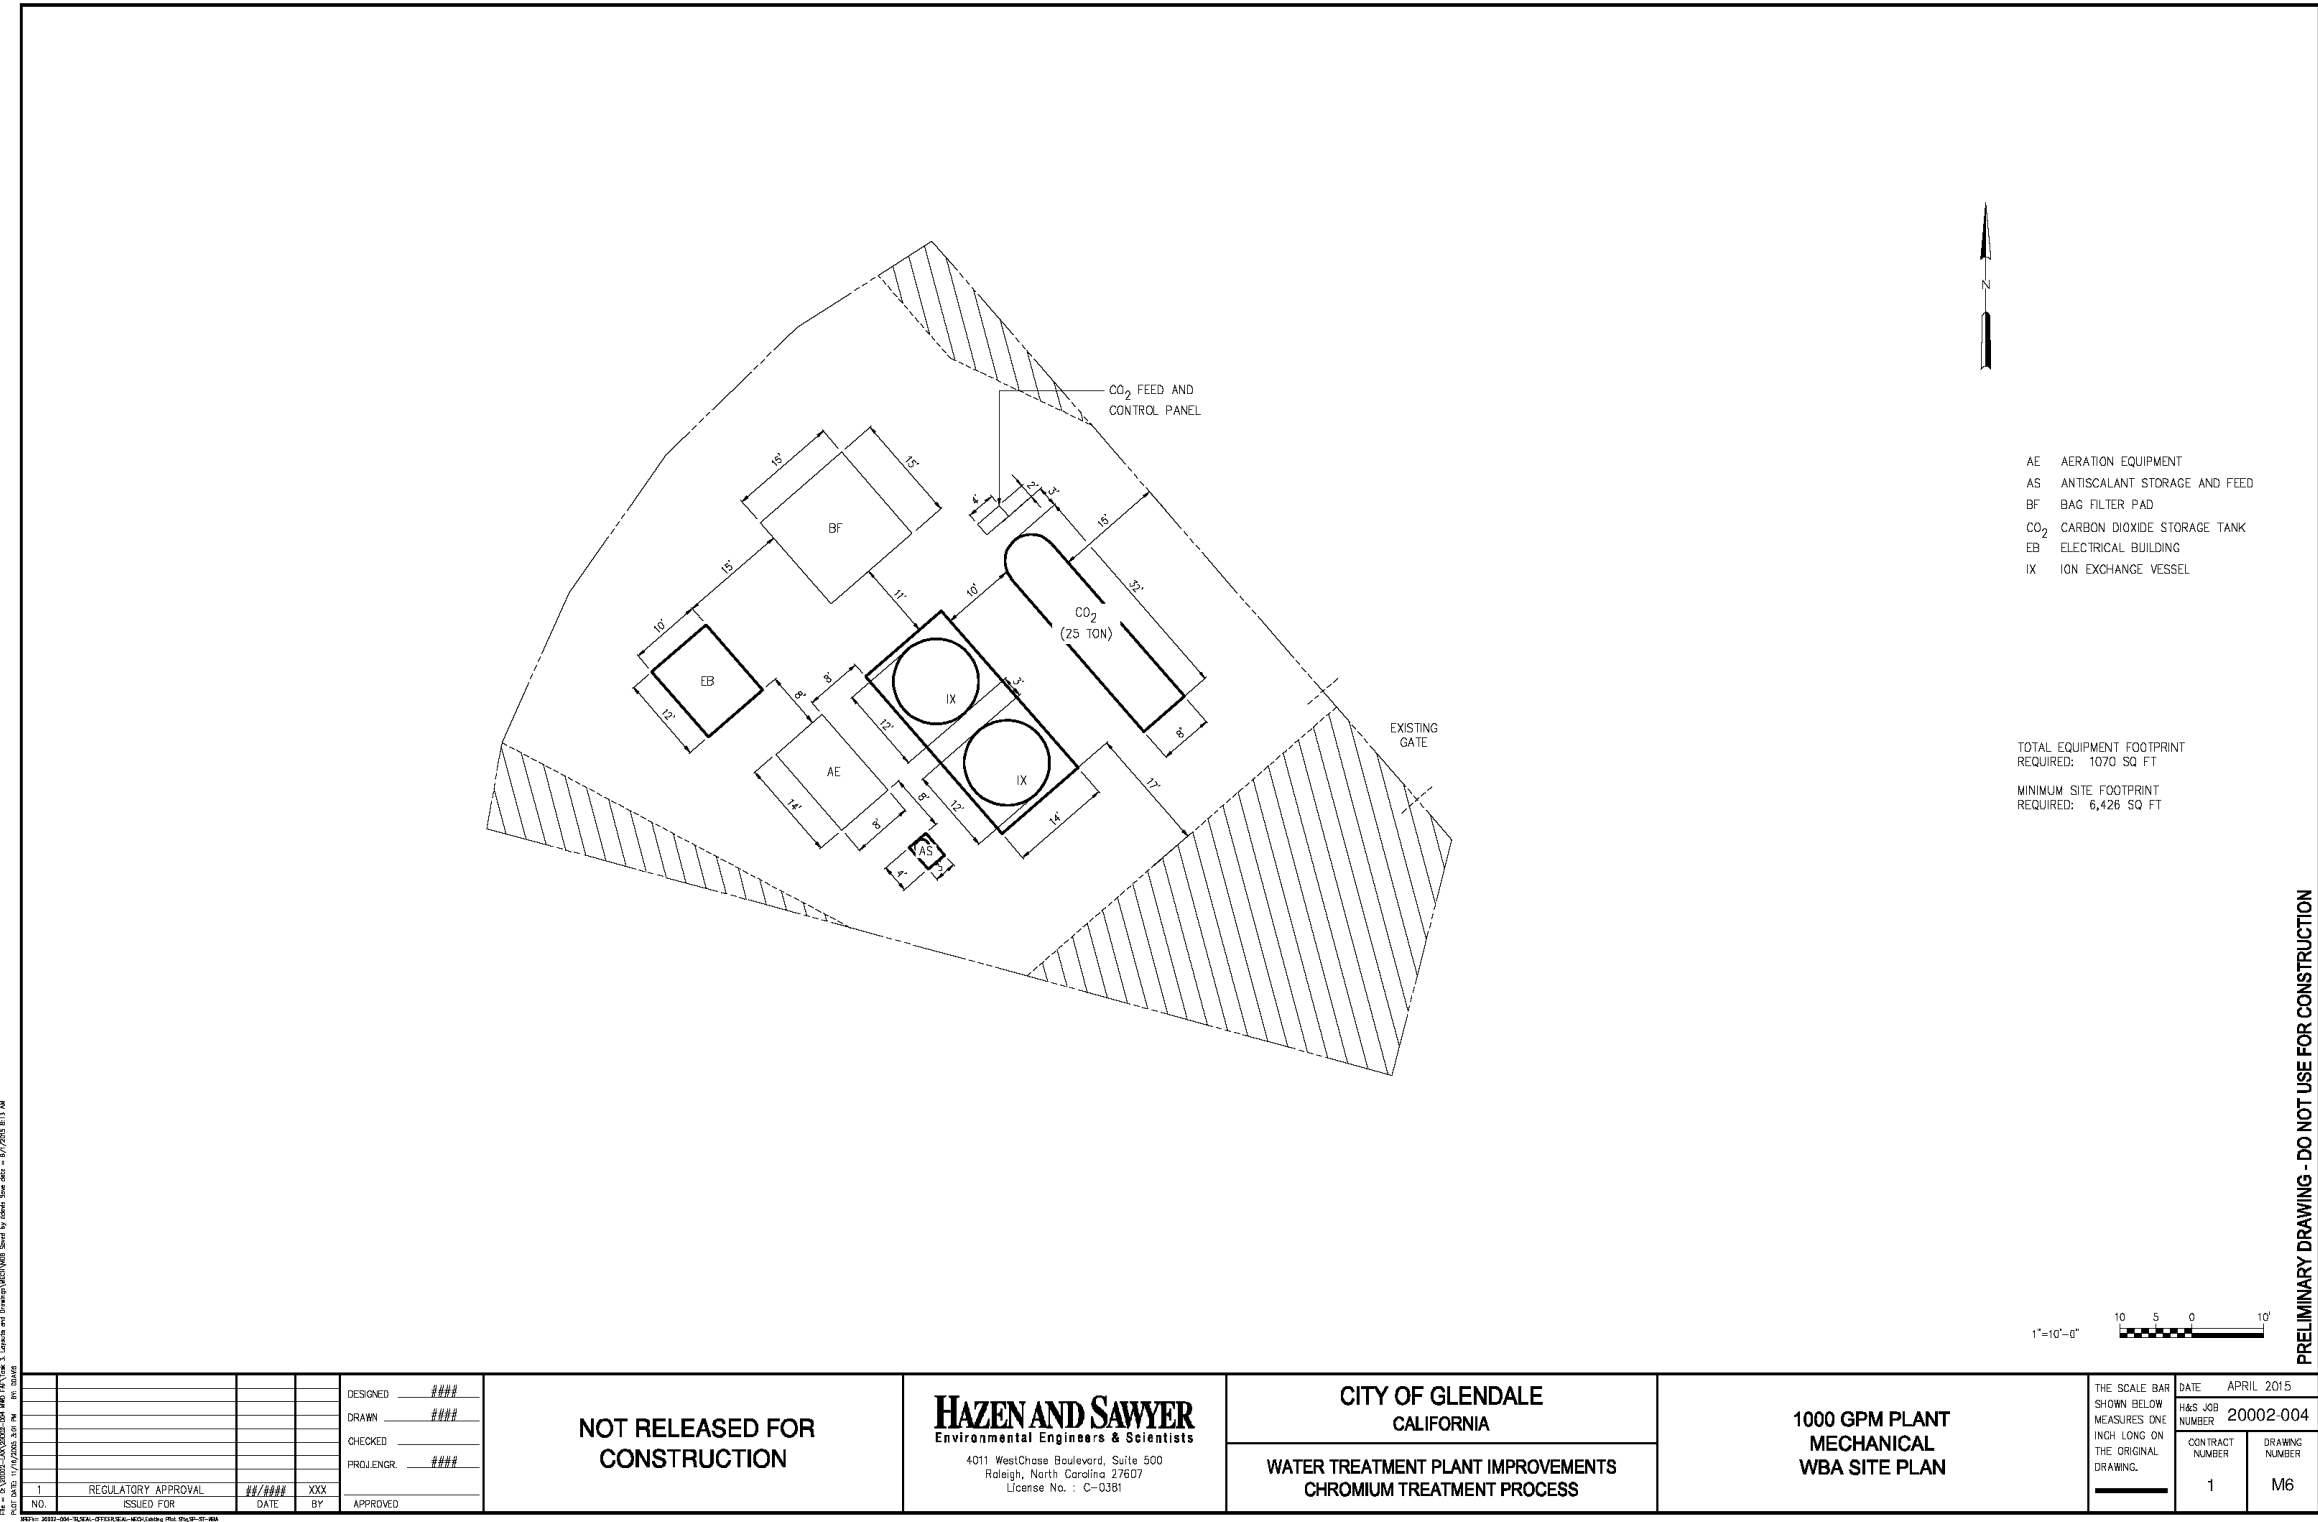 CO2 FEED AND
CONTROL PANEL
N
AE AERATION EQUIPMENT
AS ANTISCALANT STORAGE AND FEED
BF BAG FILTER PAD
CO2 CARBON DIOXIDE STORAGE TANK
EB ELECTRICAL BUILDING
IX ION EXCHANGE VESSEL
15'
15'
BF
4'
2'
3'
15'
15'
11'
10'
32'
CO2
(25 TON)
10'
EB
12'
8'
8'
IX
3'
12'
8'
EXISTING
GATE
AE
IX
14'
8'
8'
12'
14'
17'
AS
4'
TOTAL EQUIPMENT FOOTPRINT
REQUIRED: 1070 SQ FT
MINIMUM SITE FOOTPRINT
REQUIRED: 6,426 SQ FT
PRELIMINARY DRAWING - DO NOT USE FOR CONSTRUCTION
10 5 0 10'
1"=10'-0"
1 REGULATORY APPROVAL ##/#### XXX
NO. ISSUED FOR DATE BY
DESIGNED ####
DRAWN ####
CHECKED
PROJ.ENGR. ####
APPROVED
NOT RELEASED FOR
CONSTRUCTION
HAZEN AND SAWYER
Environmental Engineers & Scientists
4011 WestChase Boulevard, Suite 500
Raleigh, North Carolina 27607
License No. : C-0381
CITY OF GLENDALE
CALIFORNIA
WATER TREATMENT PLANT IMPROVEMENTS
CHROMIUM TREATMENT PROCESS
1000 GPM PLANT
MECHANICAL
WBA SITE PLAN
THE SCALE BAR
SHOWN BELOW
MEASURES ONE
INCH LONG ON
THE ORIGINAL
DRAWING.
DATE APRIL 2015
H&S JOB
NUMBER 20002-004
CONTRACT
NUMBER
1
DRAWING
NUMBER
M6